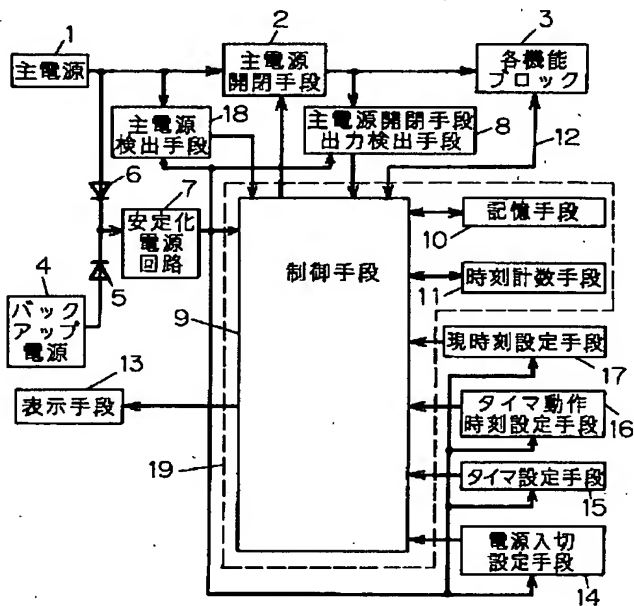 1
主電源
2
主電源
開閉手段
3
各機能
ブロック
主電源
検出手段
18
主電源開閉手段
出力検出手段
8
12
6
7
安定化
電源
回路
4
バック
アップ
電源
5
9
制御手段
記憶手段
10
時刻計数手段
11
現時刻設定手段
17
タイマ動作
時刻設定手段
16
タイマ設定手段
15
電源入切
設定手段
14
13
表示手段
19